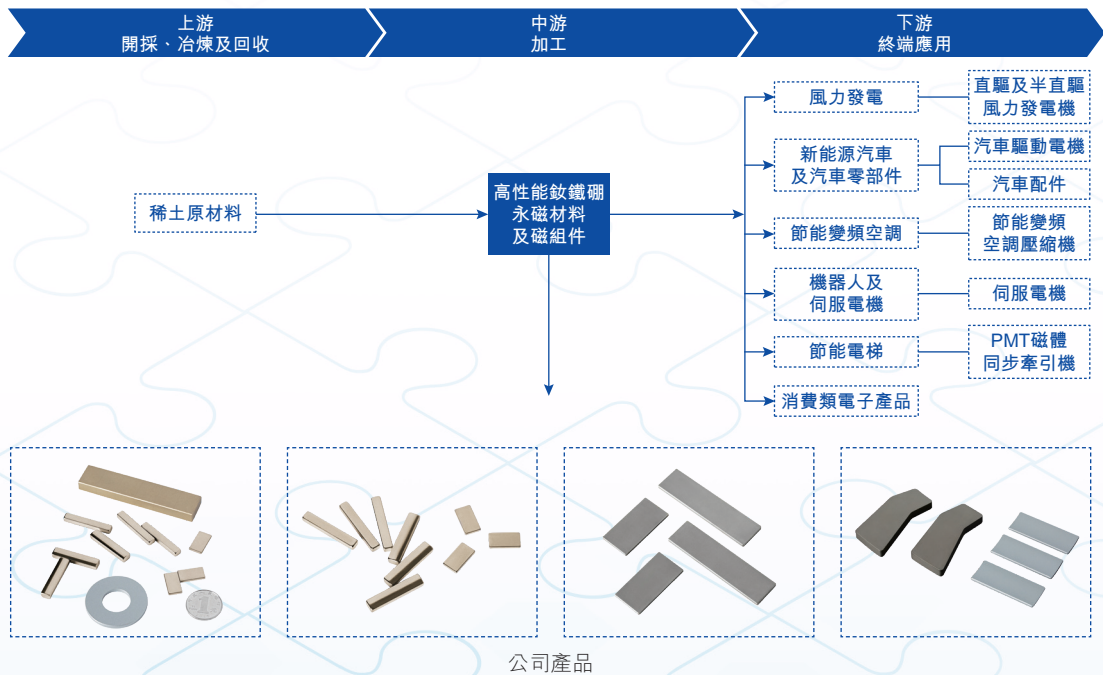 上游
開採、冶煉及回收
中游
加工
下游
終端應用
稀土原材料
高性能釹鐵硼
永磁材料
及磁組件
風力發電
直驅及半直驅
風力發電機
新能源汽車
及汽車零部件
汽車驅動電機
汽車配件
節能變頻空調
節能變頻
空調壓縮機
機器人及
伺服電機
伺服電機
節能電梯
PMT磁體
同步牽引機
消費類電子產品
公司產品